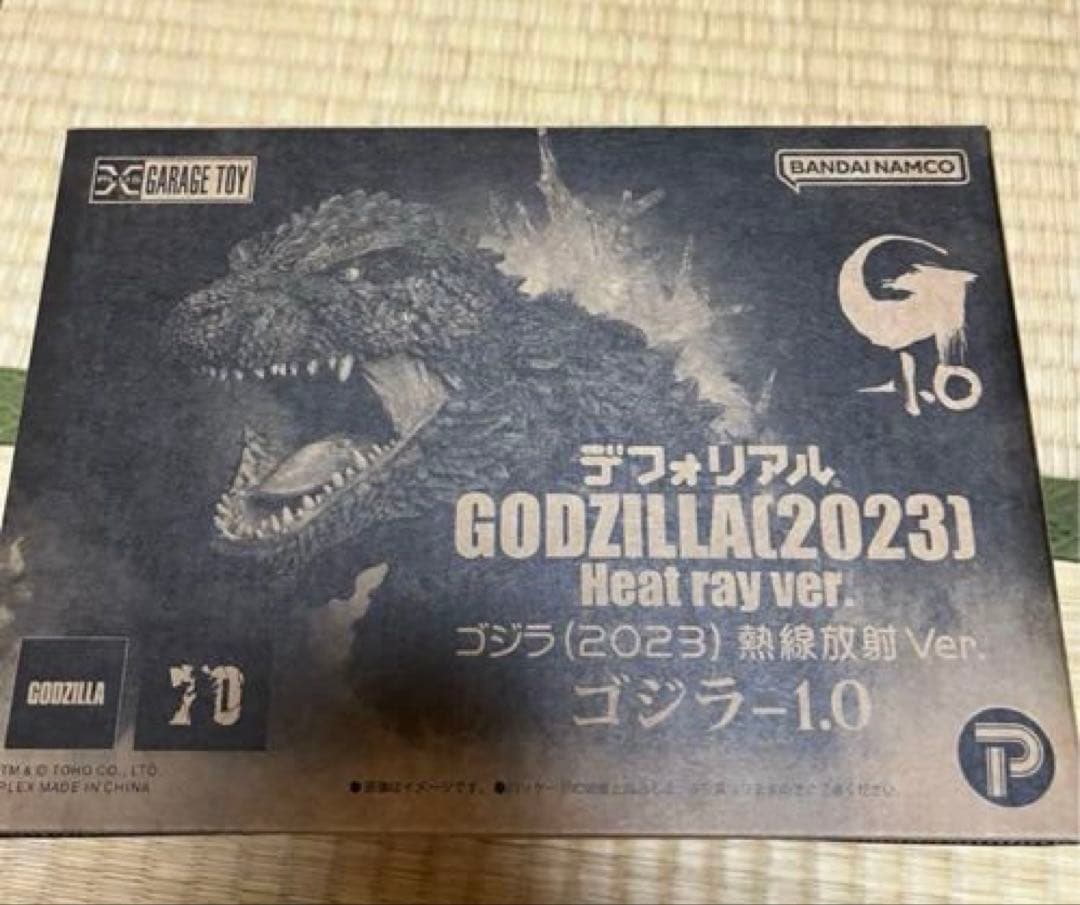 GARAGE TOY
BANDAI NAMCO
G
-1.0
デフォリアル
GODZILLA(2023)
Heat ray ver.
ゴジラ(2023) 熱線放射 Ver.
ゴジラ-1.0
GODZILLA
70
TM & © TOHO CO., LTD.
PLEX MADE IN CHINA
●画像はイメージです。
P